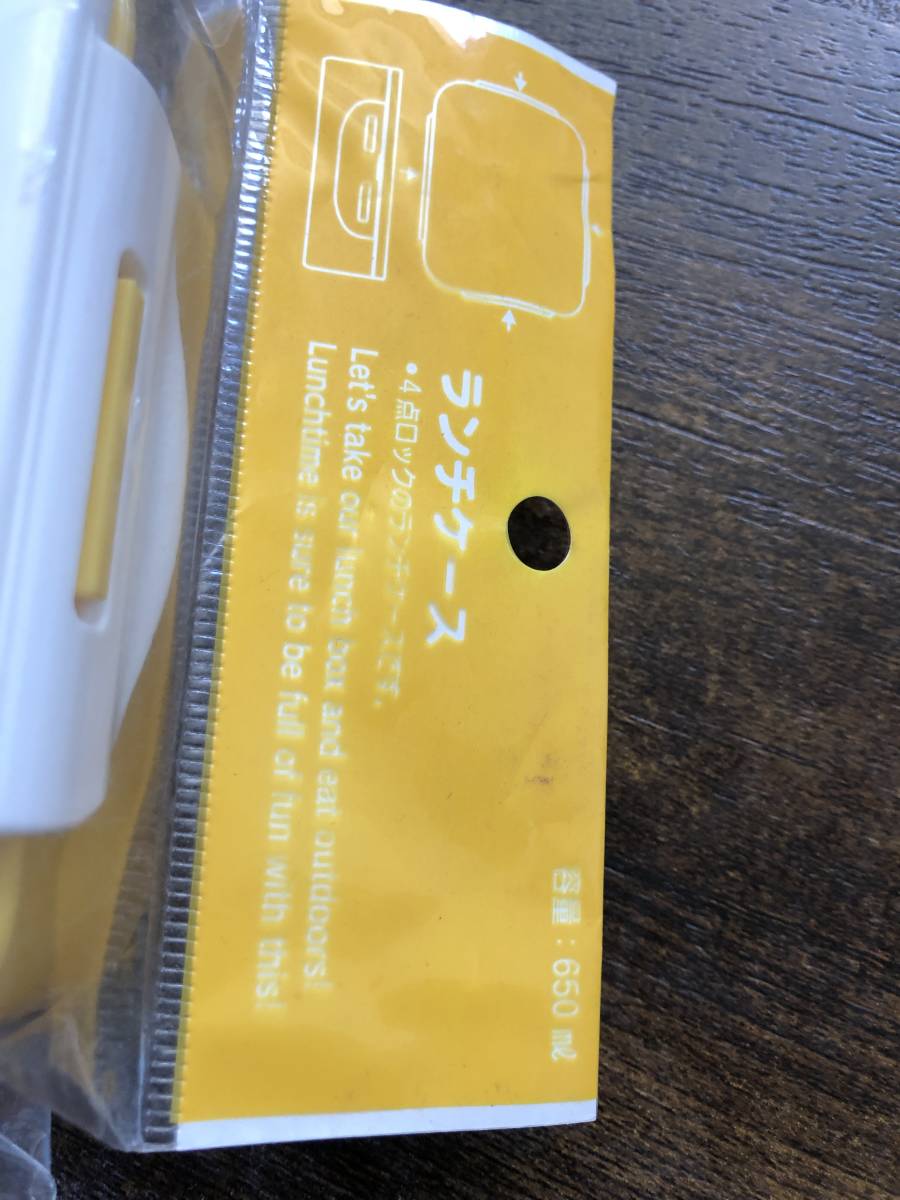 容量：650 ㎖
ランチケース
• 4点ロックのランチケースです。
Let's take our lunch box and eat outdoors!
Lunchtime is sure to be full of fun with this!